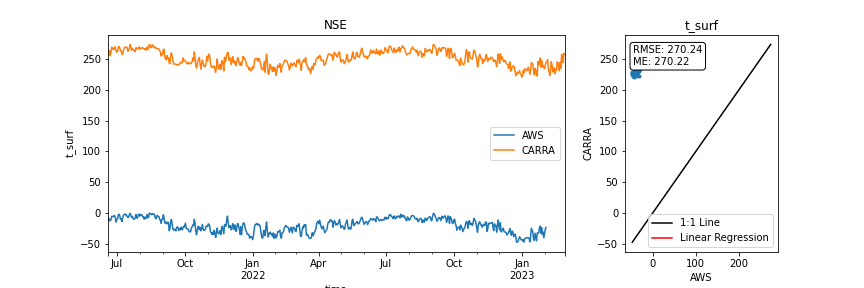 NSE
t_surf
250
200
150
100
50
0
−50
t_surf
AWS
CARRA
Jul
Oct
Jan
2022
Apr
Jul
Oct
Jan
2023
time
t_surf
RMSE: 270.24
ME: 270.22
250
200
150
100
50
0
−50
CARRA
1:1 Line
Linear Regression
0
100
200
AWS